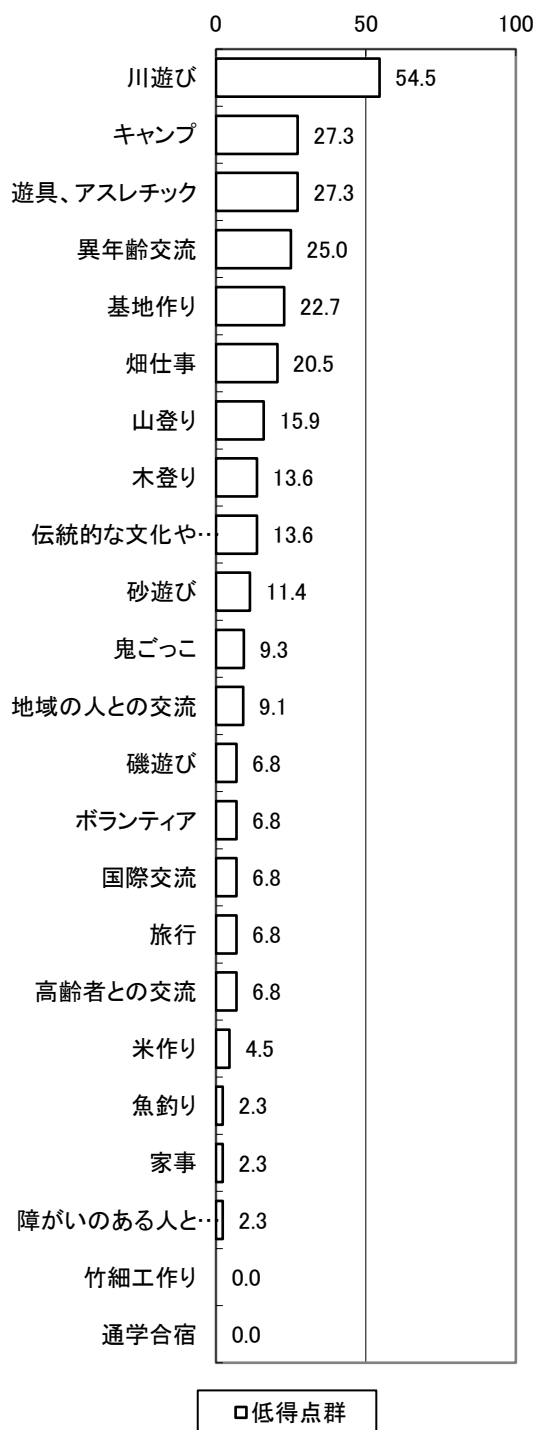 0 50 100
川遊び 54.5
キャンプ 27.3
遊具、アスレチック 27.3
異年齢交流 25.0
基地作り 22.7
畑仕事 20.5
山登り 15.9
木登り 13.6
伝統的な文化や… 13.6
砂遊び 11.4
鬼ごっこ 9.3
地域の人との交流 9.1
磯遊び 6.8
ボランティア 6.8
国際交流 6.8
旅行 6.8
高齢者との交流 6.8
米作り 4.5
魚釣り 2.3
家事 2.3
障がいのある人と… 2.3
竹細工作り 0.0
通学合宿 0.0
低得点群